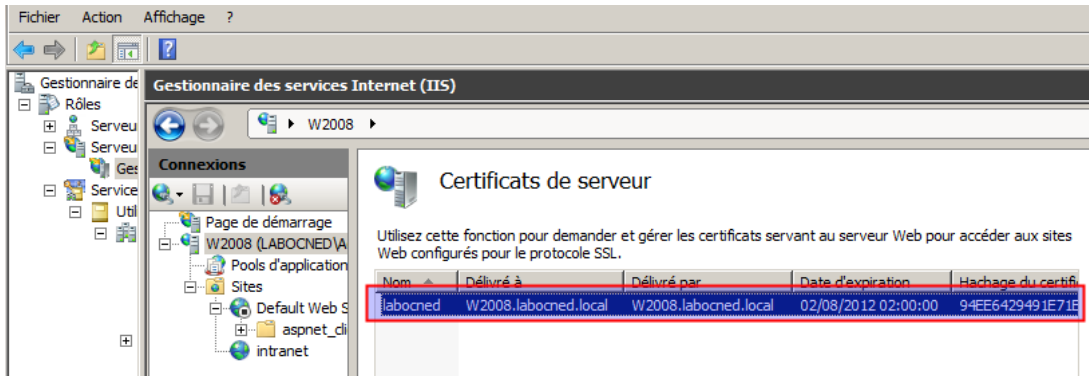 Fichier Action Affichage ?
Gestionnaire de
Rôles
Serveu
Serveu
Ges
Service
Util
Gestionnaire des services Internet (IIS)
W2008
Connexions
Page de démarrage
W2008 (LABOCNED\A
Pools d'application
Sites
Default Web S
aspnet_cli
intranet
Certificats de serveur
Utilisez cette fonction pour demander et gérer les certificats servant au serveur Web pour accéder aux sites
Web configurés pour le protocole SSL.
Nom Délivré à Délivré par Date d'expiration Hachage du certifi
labocned W2008.labocned.local W2008.labocned.local 02/08/2012 02:00:00 94EE6429491E71E